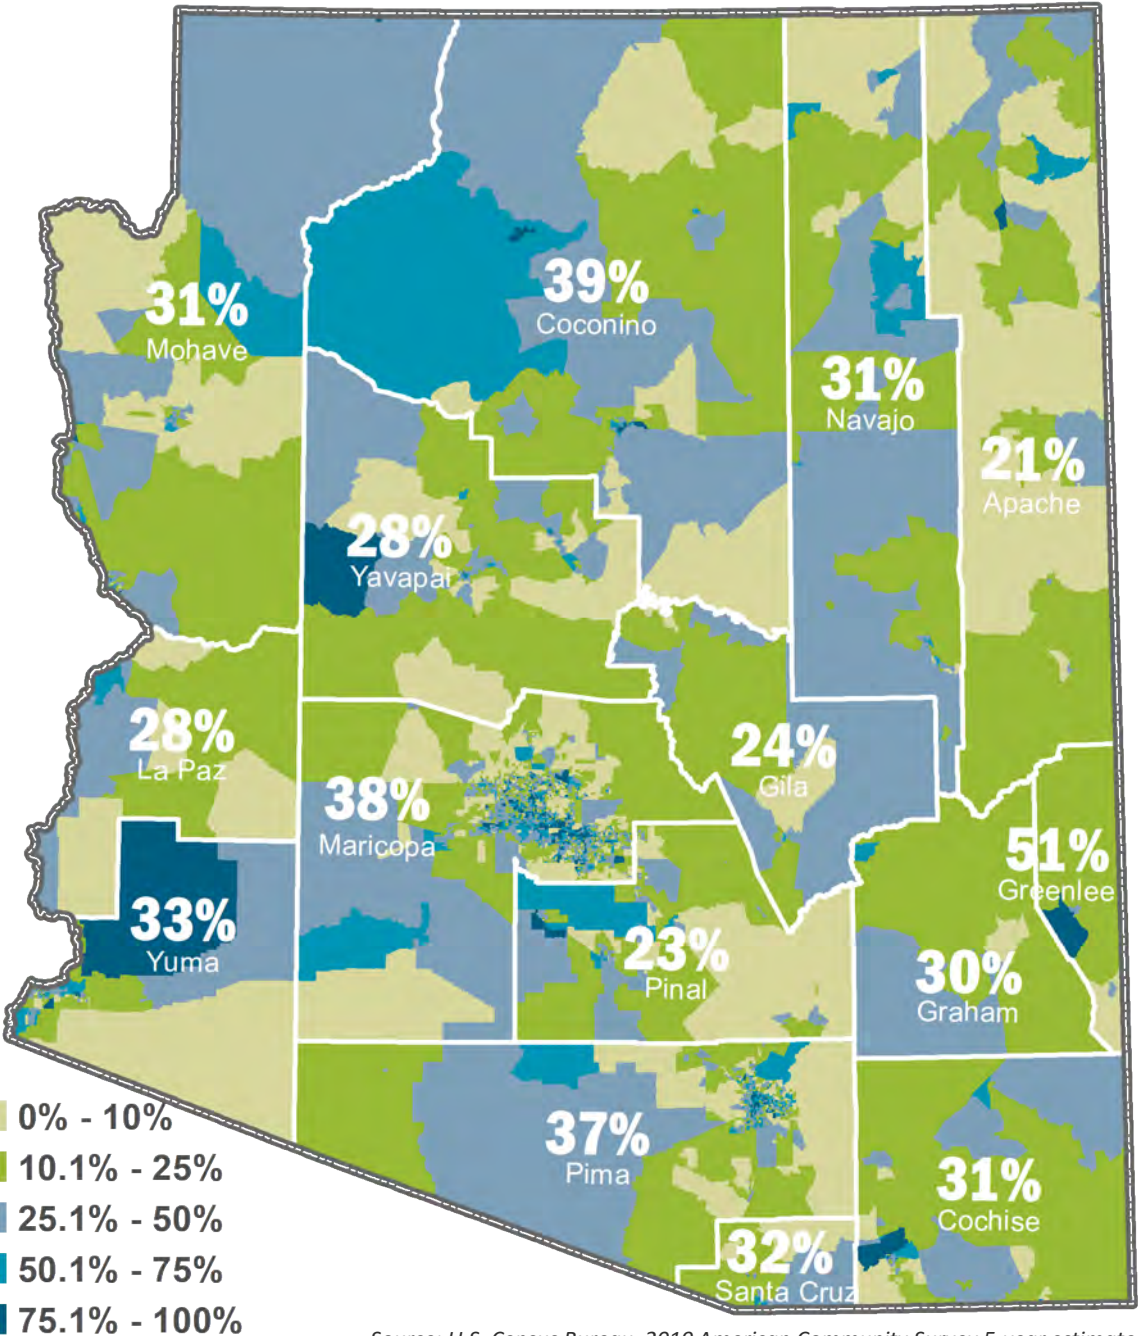 39%
Coconino
31%
Mohave
31%
Navajo
21%
Apache
28%
Yavapai
28%
La Paz
24%
Gila
38%
Maricopa
51%
Greenlee
33%
Yuma
23%
Pinal
30%
Graham
37%
Pima
31%
Cochise
32%
Santa Cruz
0% - 10%
10.1% - 25%
25.1% - 50%
50.1% - 75%
75.1% - 100%